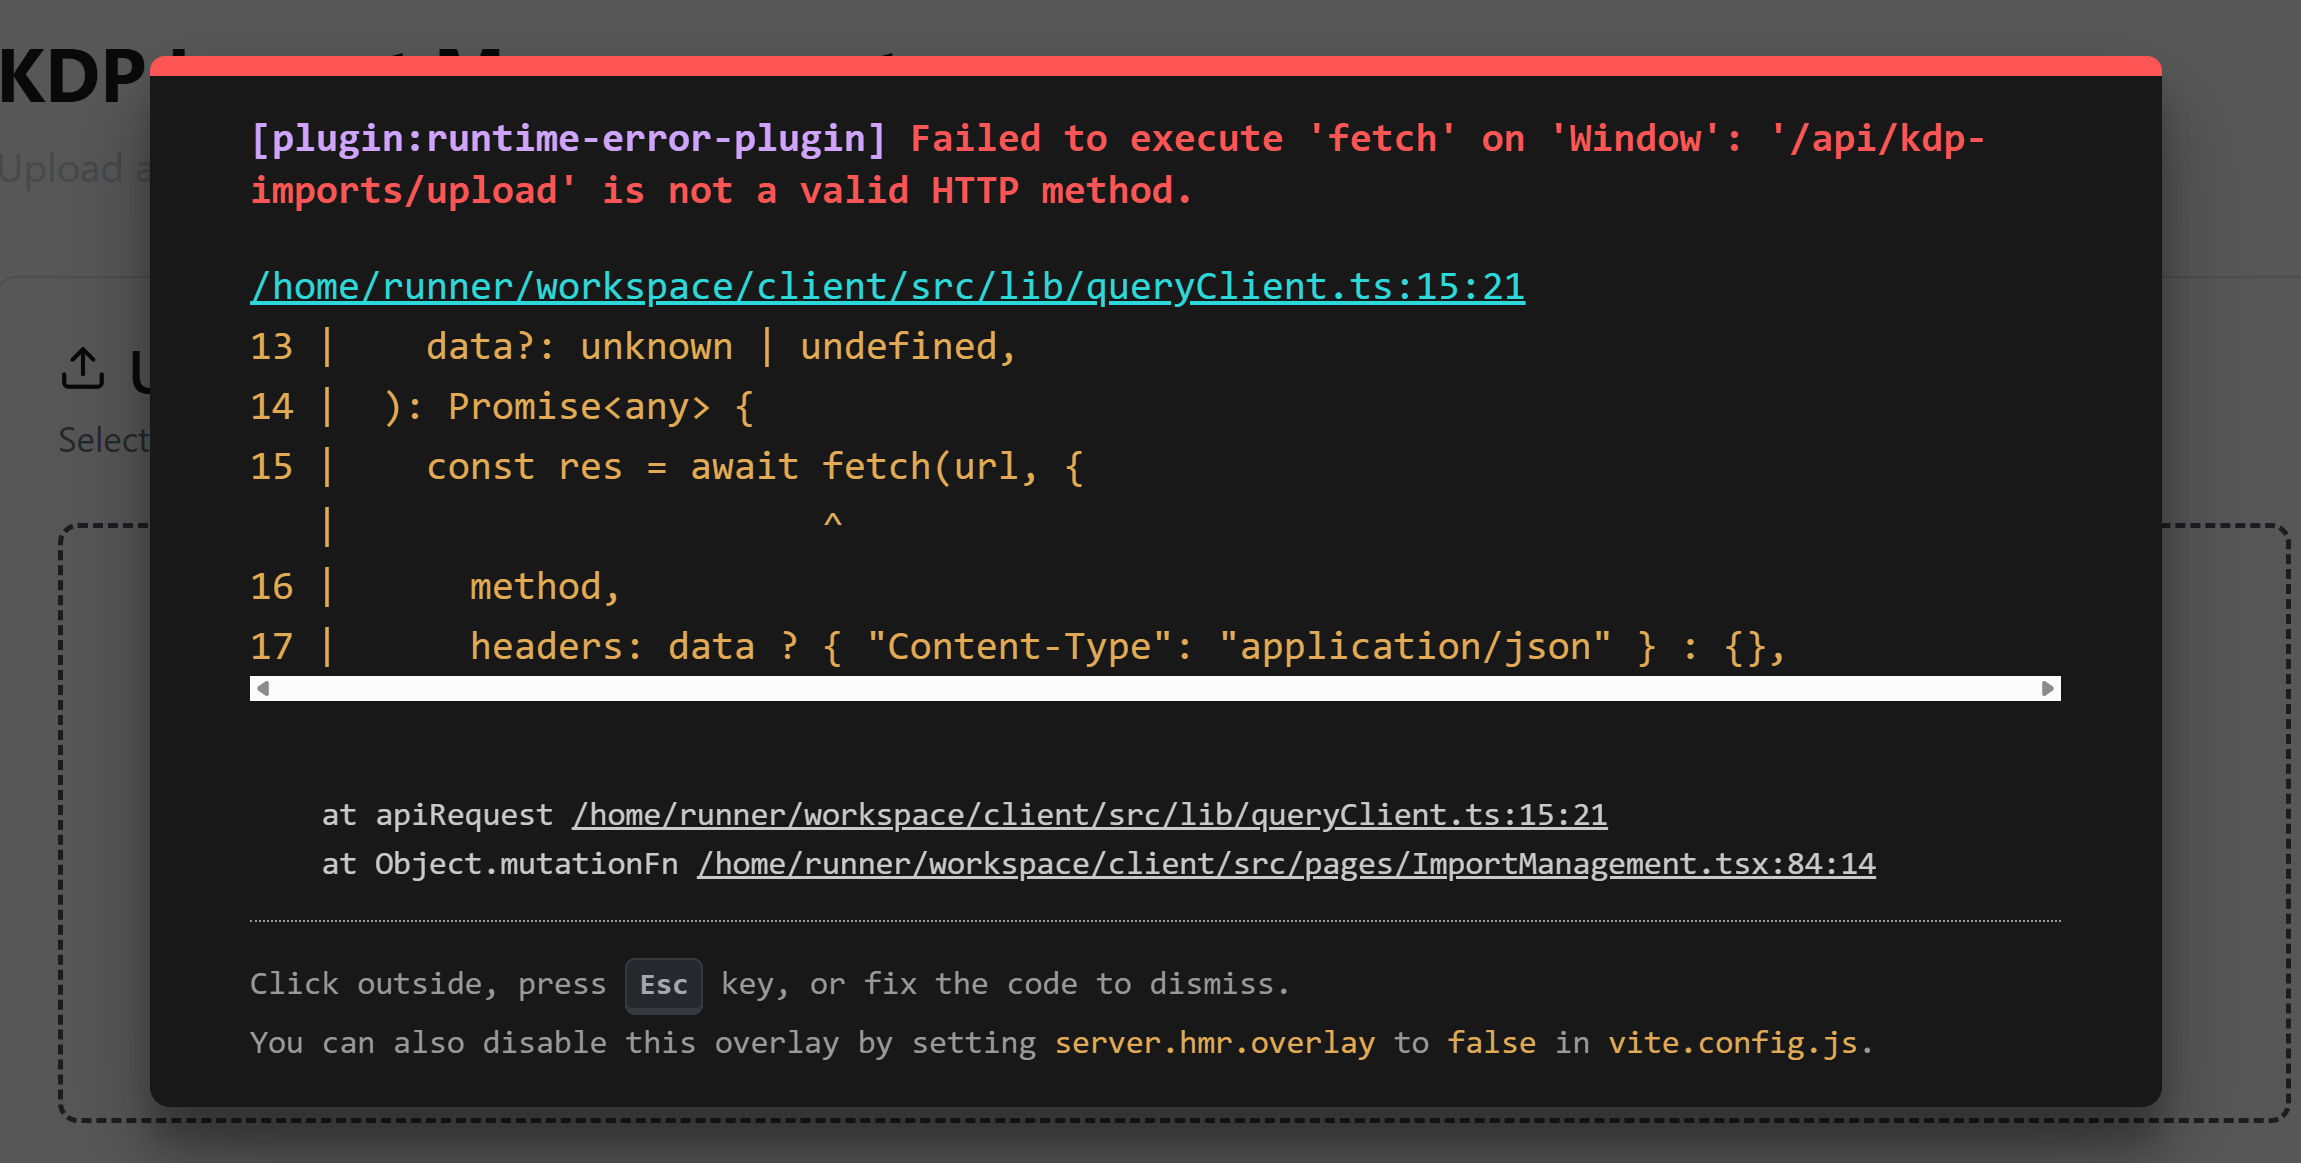 KDP
Upload a
[plugin:runtime-error-plugin] Failed to execute 'fetch' on 'Window': '/api/kdp-
imports/upload' is not a valid HTTP method.
/home/runner/workspace/client/src/lib/queryClient.ts:15:21
13 |    data?: unknown | undefined,
14 |  ): Promise<any> {
15 |    const res = await fetch(url, {
|                      ^
16 |      method,
17 |      headers: data ? { "Content-Type": "application/json" } : {},
Select
at apiRequest /home/runner/workspace/client/src/lib/queryClient.ts:15:21
at Object.mutationFn /home/runner/workspace/client/src/pages/ImportManagement.tsx:84:14
Click outside, press Esc key, or fix the code to dismiss.
You can also disable this overlay by setting server.hmr.overlay to false in vite.config.js.